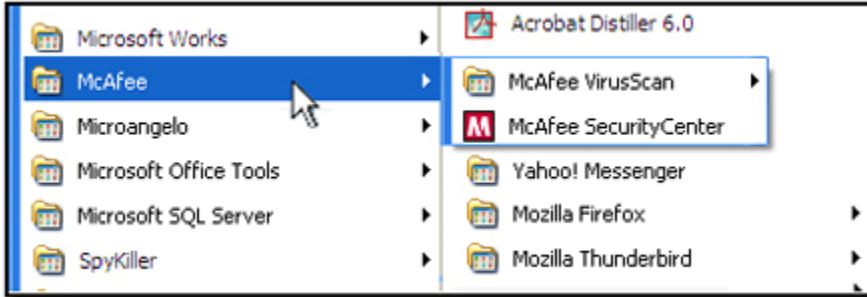 Microsoft Works
McAfee
Microangelo
Microsoft Office Tools
Microsoft SQL Server
SpyKiller
Acrobat Distiller 6.0
McAfee VirusScan
McAfee SecurityCenter
Yahoo! Messenger
Mozilla Firefox
Mozilla Thunderbird